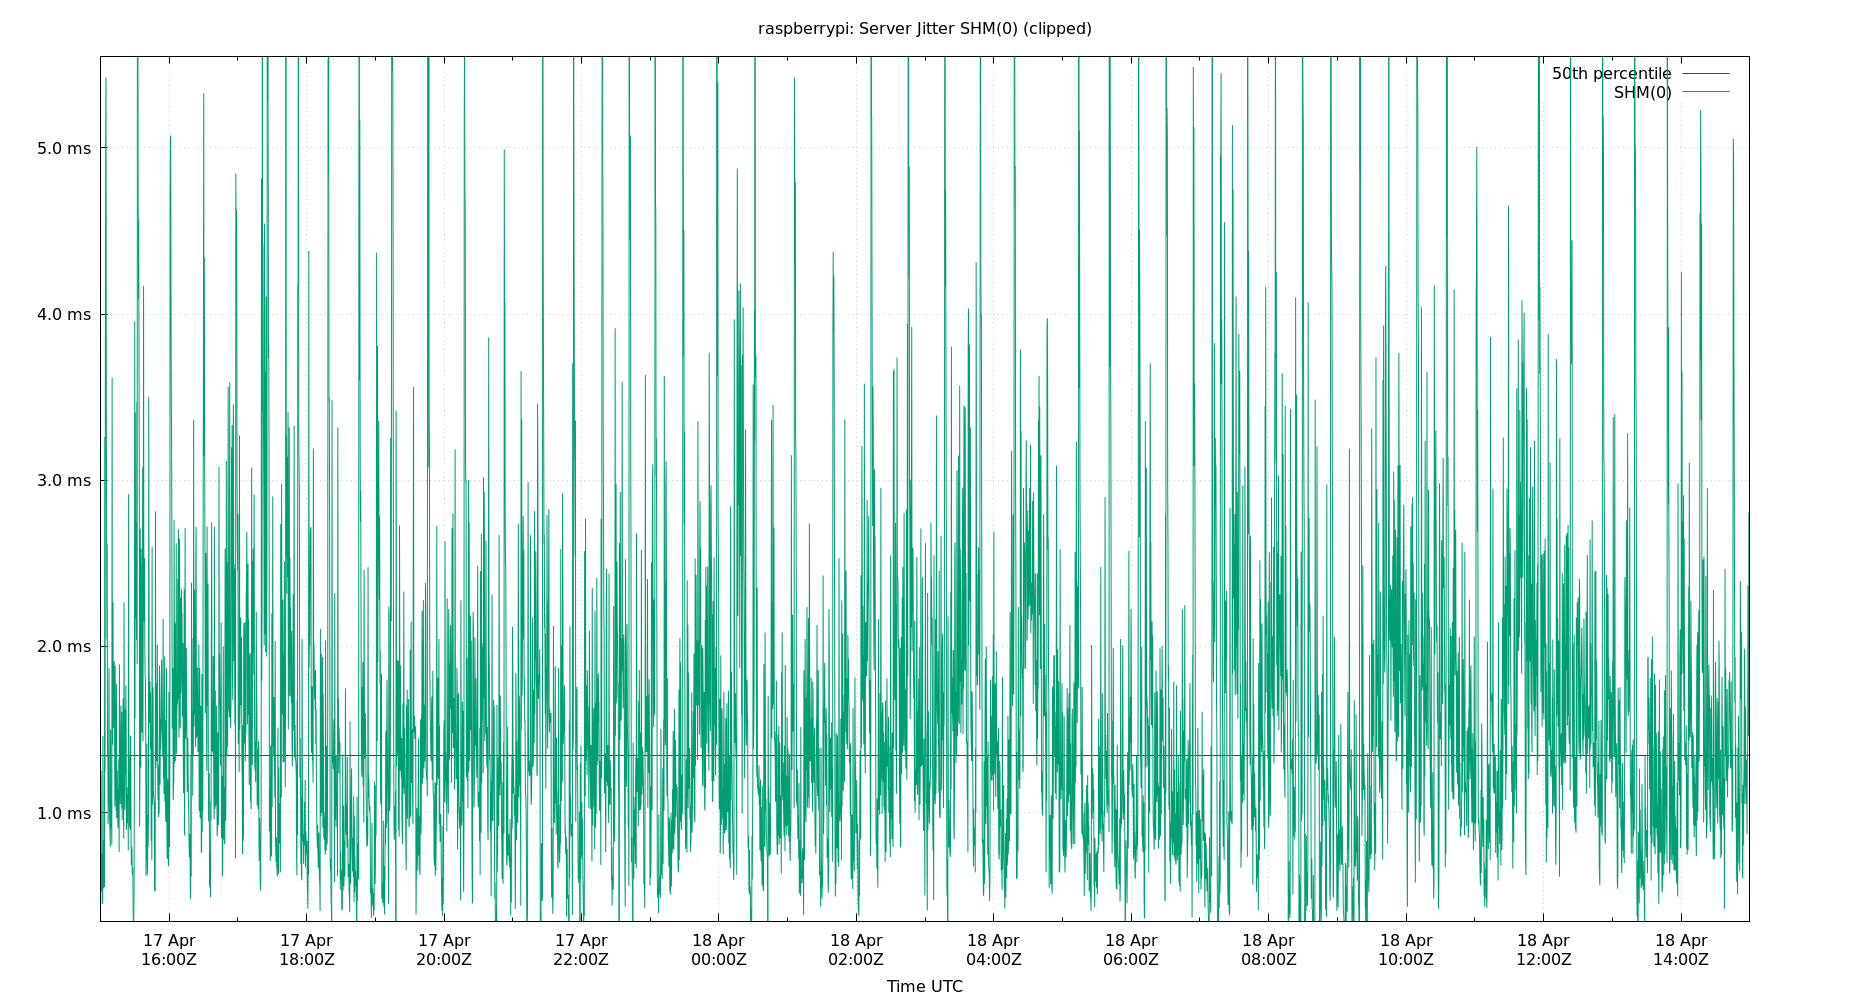 raspberrypi: Server Jitter SHM(0) (clipped)
50th percentile
SHM(0)
5.0 ms
4.0 ms
3.0 ms
2.0 ms
1.0 ms
17 Apr 17 Apr 17 Apr 17 Apr 18 Apr 18 Apr 18 Apr 18 Apr 18 Apr 18 Apr 18 Apr 18 Apr
16:00Z 18:00Z 20:00Z 22:00Z 00:00Z 02:00Z 04:00Z 06:00Z 08:00Z 10:00Z 12:00Z 14:00Z
Time UTC